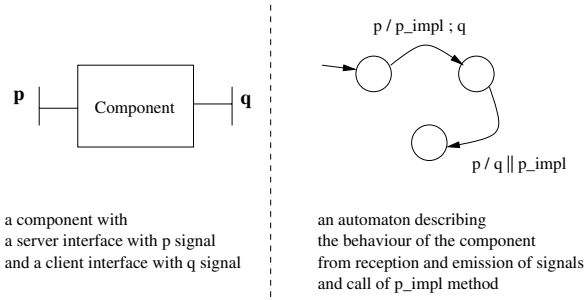 p
Component
q
a component with
a server interface with p signal
and a client interface with q signal
p / p_impl ; q
p / q || p_impl
an automaton describing
the behaviour of the component
from reception and emission of signals
and call of p_impl method